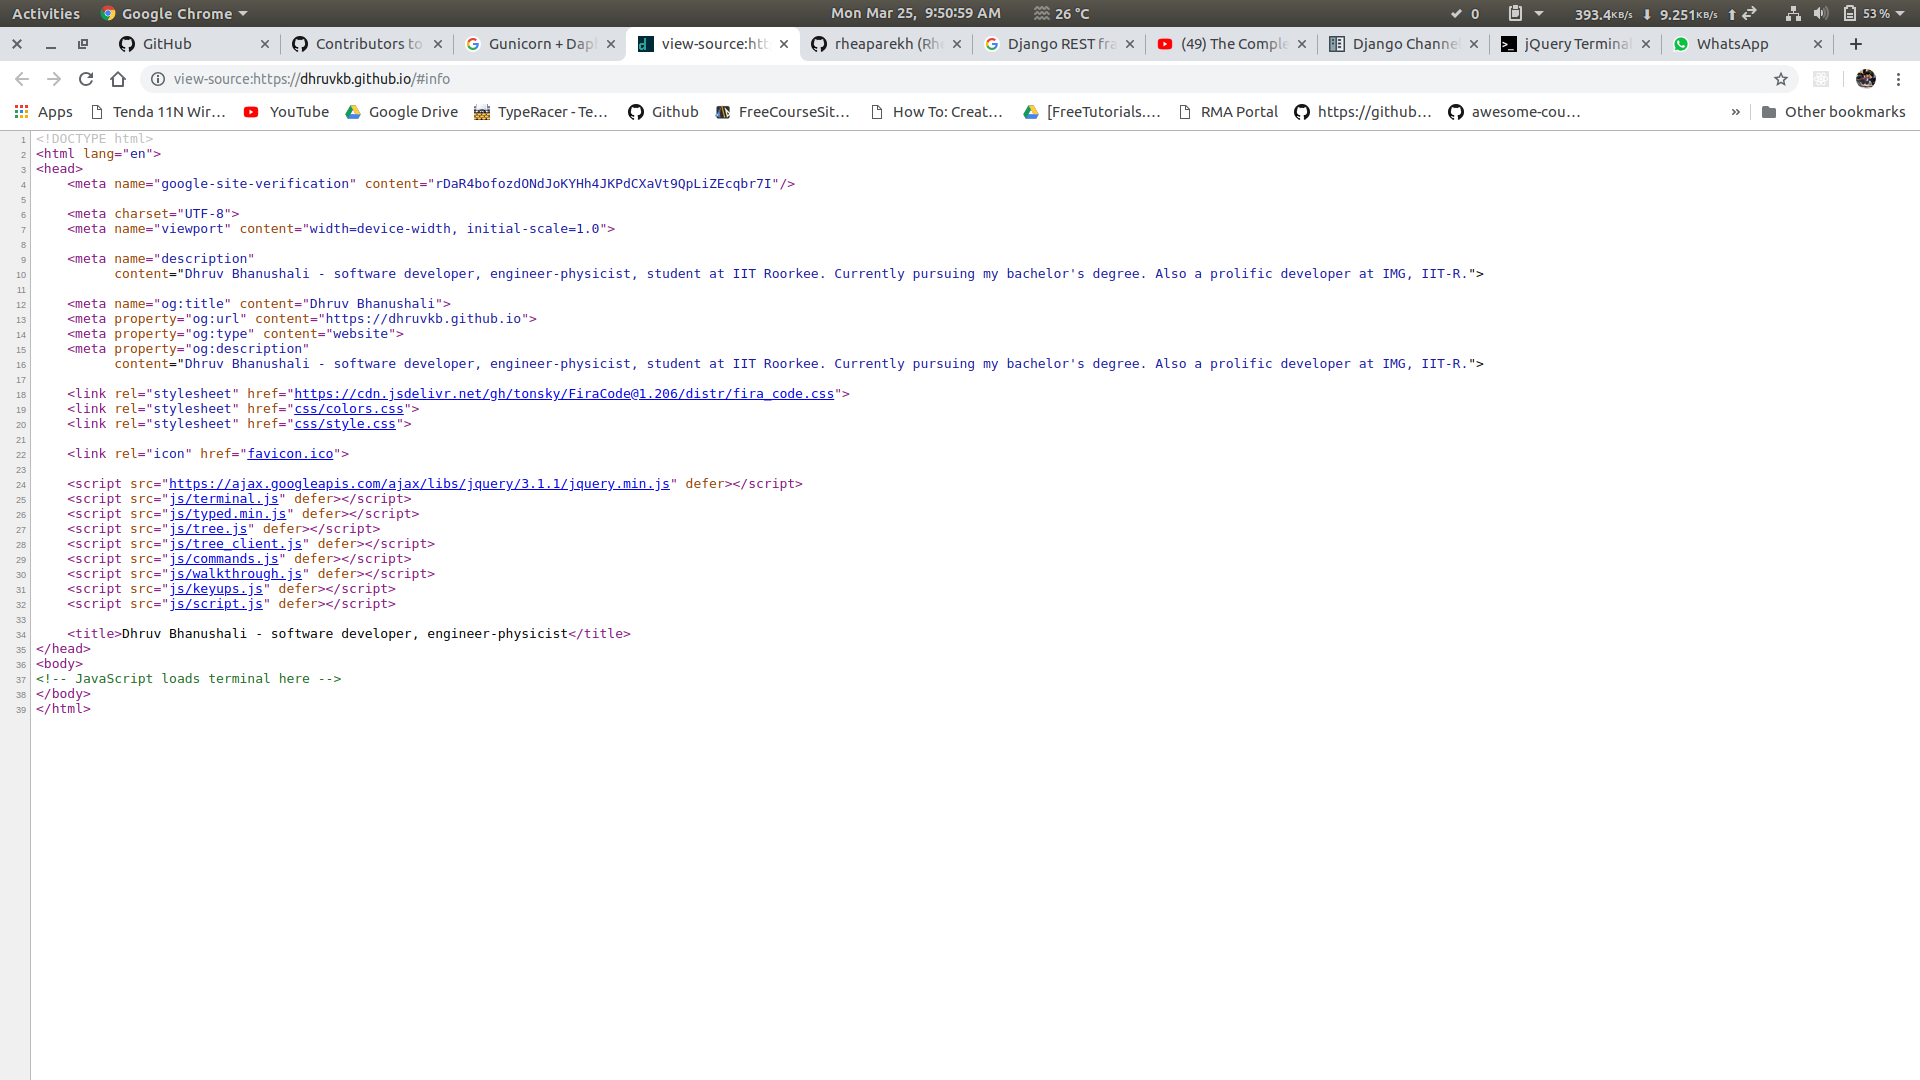 Activities Google Chrome Mon Mar 25, 9:50:59 AM 26 °C 0 393.4KB/s 9.251KB/s 53 %
GitHub Contributors to Gunicorn + Dap view-source:htt rheaparekh (Rh Django REST fra (49) The Comple Django Channe jQuery Termina WhatsApp
view-source:https://dhruvkb.github.io/#info
Apps Tenda 11N Wir... YouTube Google Drive TypeRacer - Te... Github FreeCourseSit... How To: Creat... [FreeTutorials.... RMA Portal https://github... awesome-cou... » Other bookmarks
1 <!DOCTYPE html>
2 <html lang="en">
3 <head>
4 <meta name="google-site-verification" content="rDaR4bofozdONdJoKYHh4JKPdCXaVt9QpLiZEcqbr7I"/>
5
6 <meta charset="UTF-8">
7 <meta name="viewport" content="width=device-width, initial-scale=1.0">
8
9 <meta name="description"
10 content="Dhruv Bhanushali - software developer, engineer-physicist, student at IIT Roorkee. Currently pursuing my bachelor's degree. Also a prolific developer at IMG, IIT-R.">
11
12 <meta name="og:title" content="Dhruv Bhanushali">
13 <meta property="og:url" content="https://dhruvkb.github.io">
14 <meta property="og:type" content="website">
15 <meta property="og:description"
16 content="Dhruv Bhanushali - software developer, engineer-physicist, student at IIT Roorkee. Currently pursuing my bachelor's degree. Also a prolific developer at IMG, IIT-R.">
17
18 <link rel="stylesheet" href="https://cdn.jsdelivr.net/gh/tonsky/FiraCode@1.206/distr/fira_code.css">
19 <link rel="stylesheet" href="css/colors.css">
20 <link rel="stylesheet" href="css/style.css">
21
22 <link rel="icon" href="favicon.ico">
23
24 <script src="https://ajax.googleapis.com/ajax/libs/jquery/3.1.1/jquery.min.js" defer></script>
25 <script src="js/terminal.js" defer></script>
26 <script src="js/typed.min.js" defer></script>
27 <script src="js/tree.js" defer></script>
28 <script src="js/tree_client.js" defer></script>
29 <script src="js/commands.js" defer></script>
30 <script src="js/walkthrough.js" defer></script>
31 <script src="js/keyups.js" defer></script>
32 <script src="js/script.js" defer></script>
33
34 <title>Dhruv Bhanushali - software developer, engineer-physicist</title>
35 </head>
36 <body>
37 <!-- JavaScript loads terminal here -->
38 </body>
39 </html>